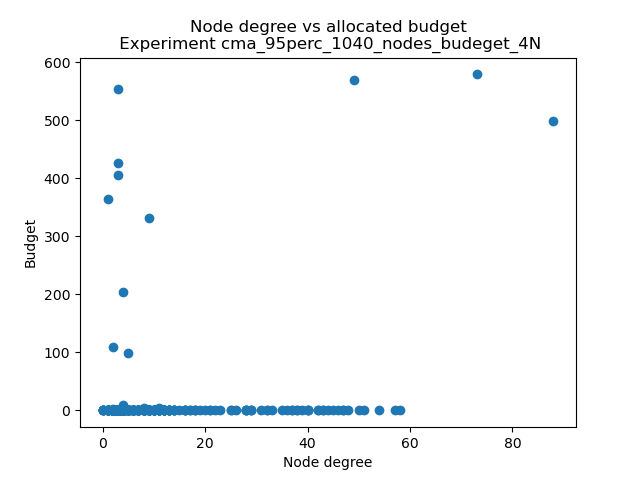 Node degree vs allocated budget
Experiment cma_95perc_1040_nodes_budeget_4N
600
500
400
300
200
100
0
Budget
0 20 40 60 80
Node degree